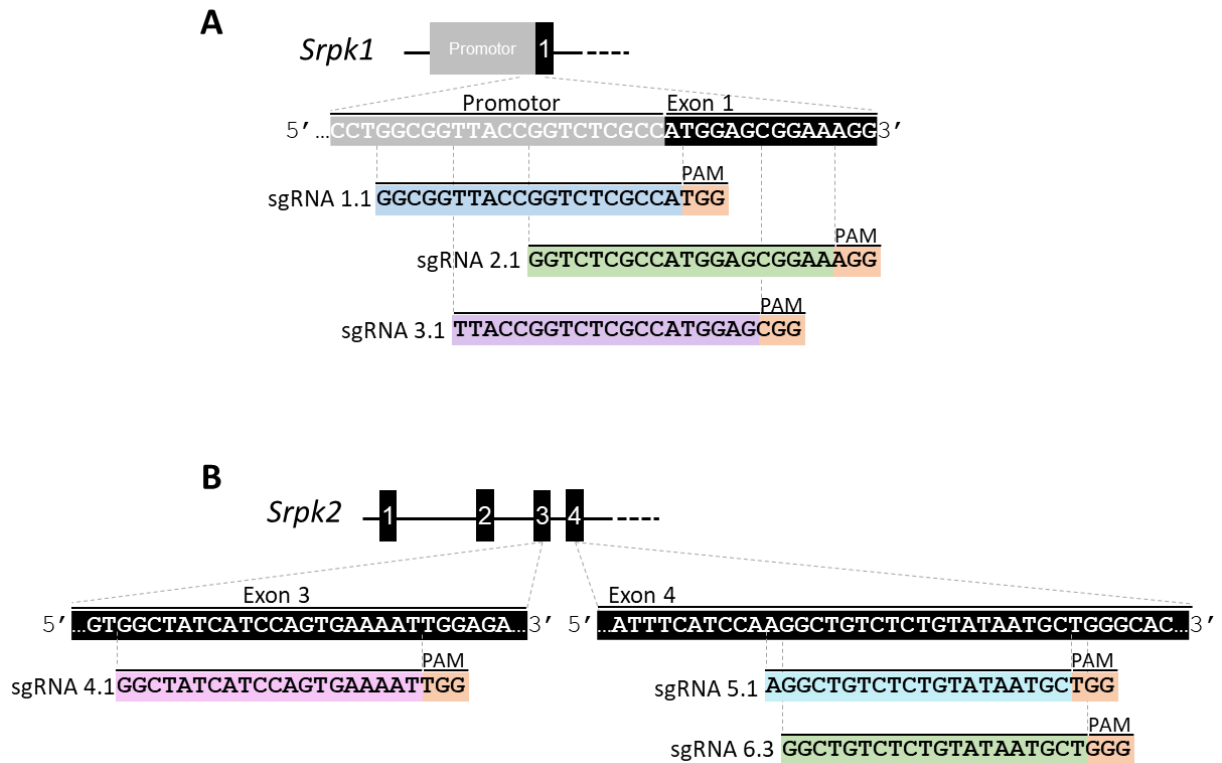 A
Srpk1 Promotor 1
Promotor Exon 1
5’ …CCTGGCGGTTACCGGTCTCGCCATGGAGCGGAAAGG3’
PAM
sgRNA 1.1 GGCGGTTACCGGTCTCGCCATGG
PAM
sgRNA 2.1 GGTCTCGCCATGGAGCGGAAAGG
PAM
sgRNA 3.1 TTACCGGTCTCGCCATGGAGCGG
B
Srpk2 1 2 3 4
Exon 3 Exon 4
5’…GTGGCTATCATCCAGTGAAAATTGGAGA…3’ 5’…ATTTCATCCAAGGCTGTCTCTGTATAATGCTGGGCAC…3’
PAM PAM
sgRNA 4.1 GGCTATCATCCAGTGAAAATTGG sgRNA 5.1 AGGCTGTCTCTGTATAATGCTGG
PAM
sgRNA 6.3 GGCTGTCTCTGTATAATGCTGGG